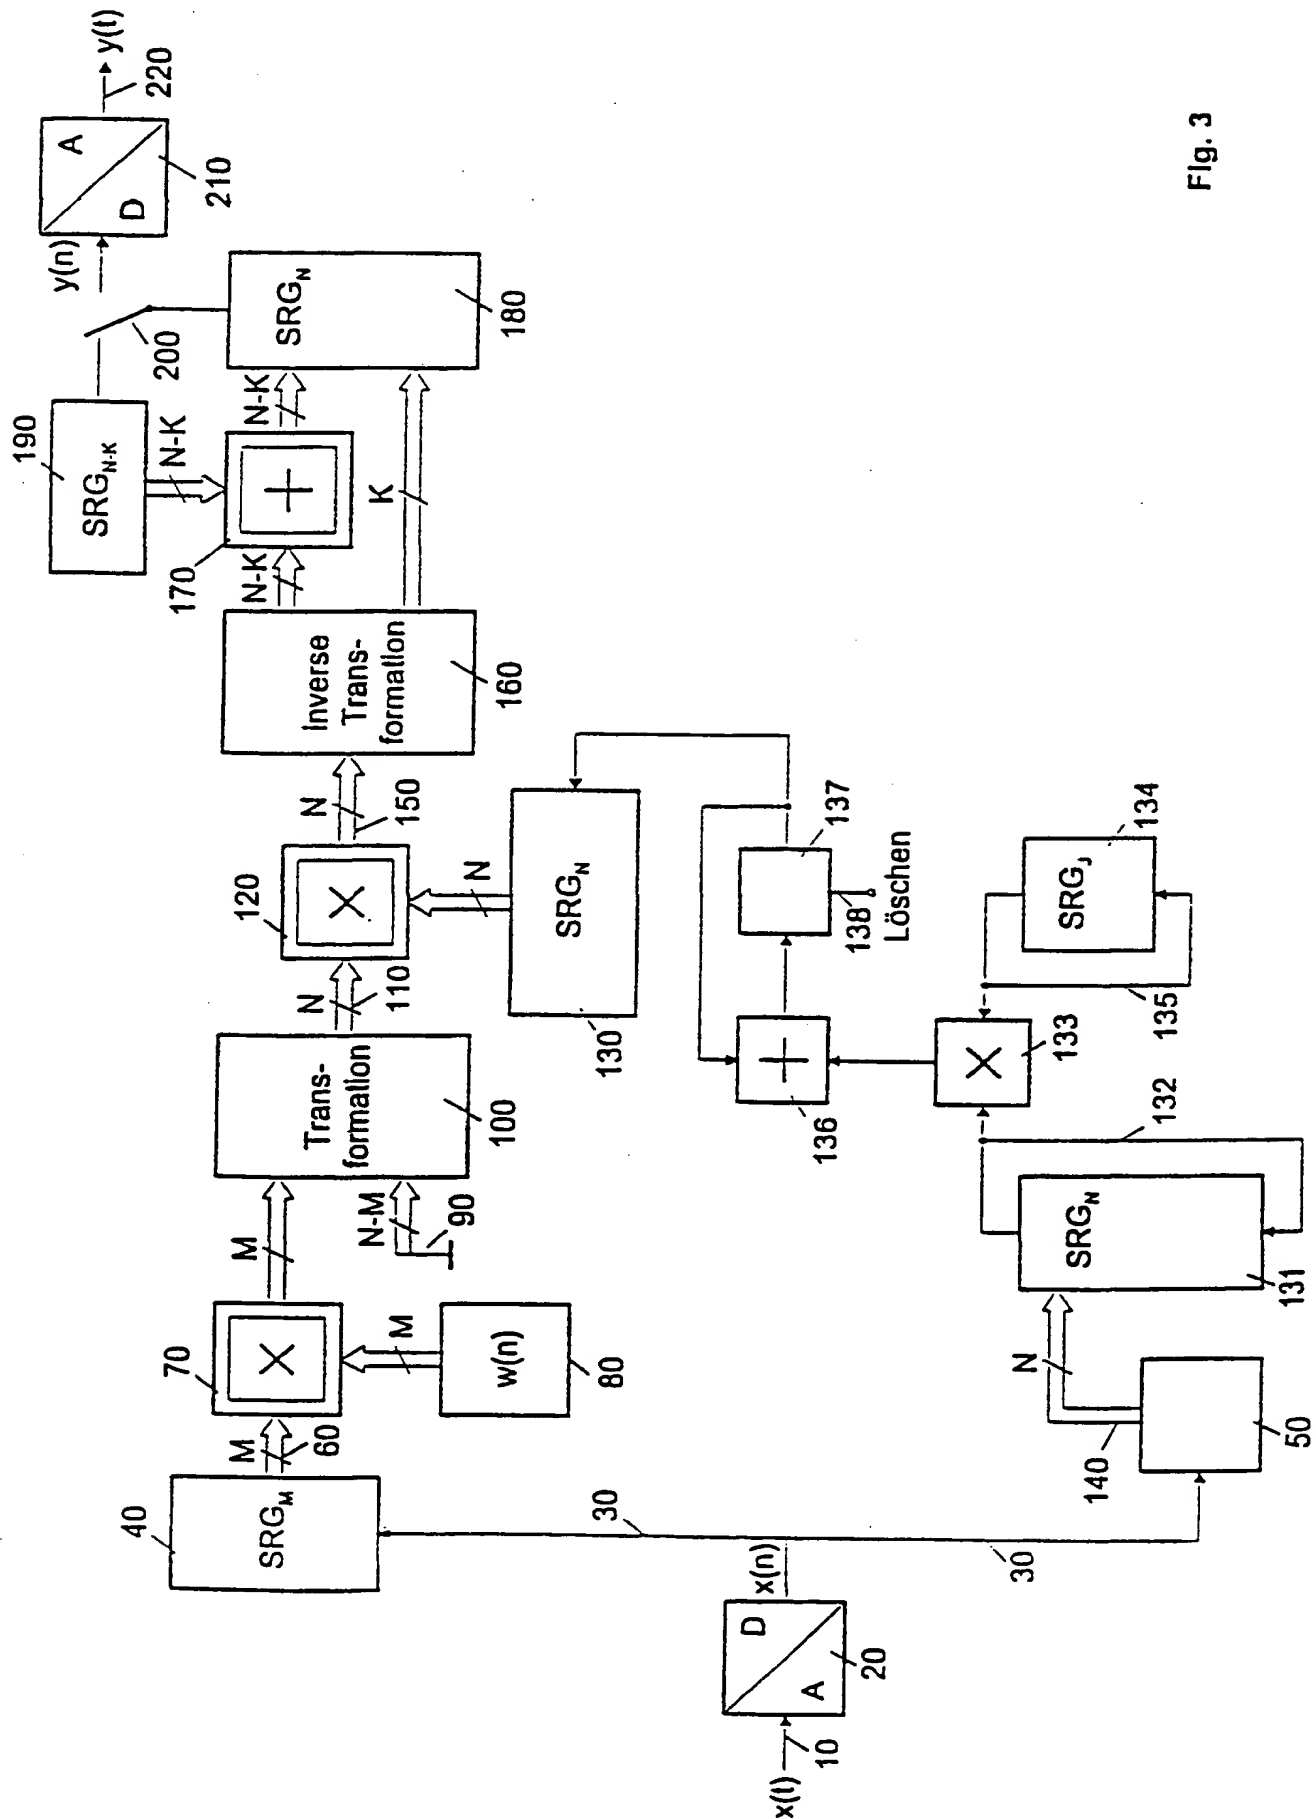 x(t)
10
A
D
20
x(n)
30
30
40
SRG_M
M
60
70
X
M
w(n)
80
M
N-M
90
Trans-
formation
100
N
110
120
X
N
SRG_N
130
N
150
Inverse
Trans-
formation
160
N-K
K
170
+
N-K
190
SRG_N-K
N-K
SRG_N
180
200
y(n)
D
A
210
220
y(t)
50
140
N
SRG_N
131
132
X
133
SRG_J
134
135
+
136
137
138
Löschen
Fig. 3